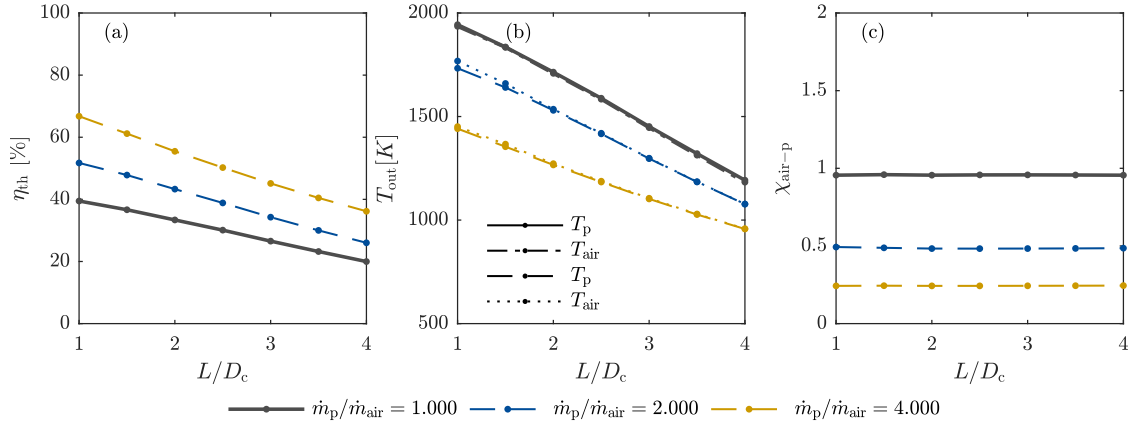 (a)
100
80
60
40
20
0
η_th [%]
1 2 3 4
L/D_c
(b)
2000
1500
1000
500
T_out [K]
T_p
T_air
T_p
T_air
1 2 3 4
L/D_c
(c)
2
1.5
1
0.5
0
χ_air−p
1 2 3 4
L/D_c
ṁ_p/ṁ_air = 1.000 ṁ_p/ṁ_air = 2.000 ṁ_p/ṁ_air = 4.000